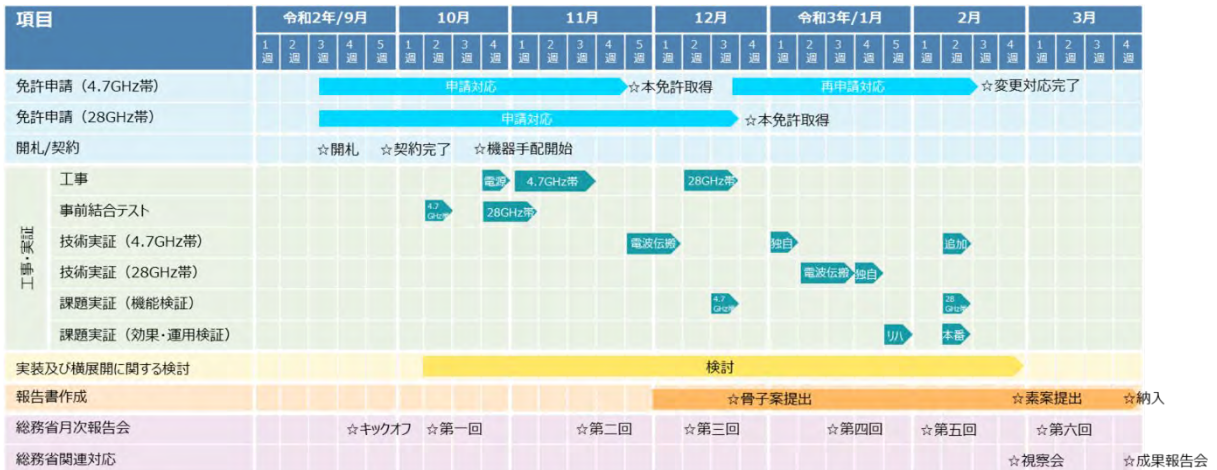 項目 令和2年/9月 10月 11月 12月 令和3年/1月 2月 3月
1週 2週 3週 4週 5週 1週 2週 3週 4週 1週 2週 3週 4週 5週 1週 2週 3週 4週 1週 2週 3週 4週 5週 1週 2週 3週 4週 1週 2週 3週 4週
免許申請（4.7GHz帯） 申請対応 ☆本免許取得 再申請対応 ☆変更対応完了
免許申請（28GHz帯） 申請対応 ☆本免許取得
開札/契約 ☆開札 ☆契約完了 ☆機器手配開始
工事・実証
工事 電源 4.7GHz帯 28GHz帯
事前結合テスト 4.7GHz帯 28GHz帯
技術実証（4.7GHz帯） 電波伝搬 独自 追加
技術実証（28GHz帯） 電波伝搬 独自
課題実証（機能検証） 4.7GHz帯 28GHz帯
課題実証（効果・運用検証） リハ 本番
実装及び横展開に関する検討 検討
報告書作成 ☆骨子案提出 ☆素案提出 ☆納入
総務省月次報告会 ☆キックオフ ☆第一回 ☆第二回 ☆第三回 ☆第四回 ☆第五回 ☆第六回
総務省関連対応 ☆視察会 ☆成果報告会